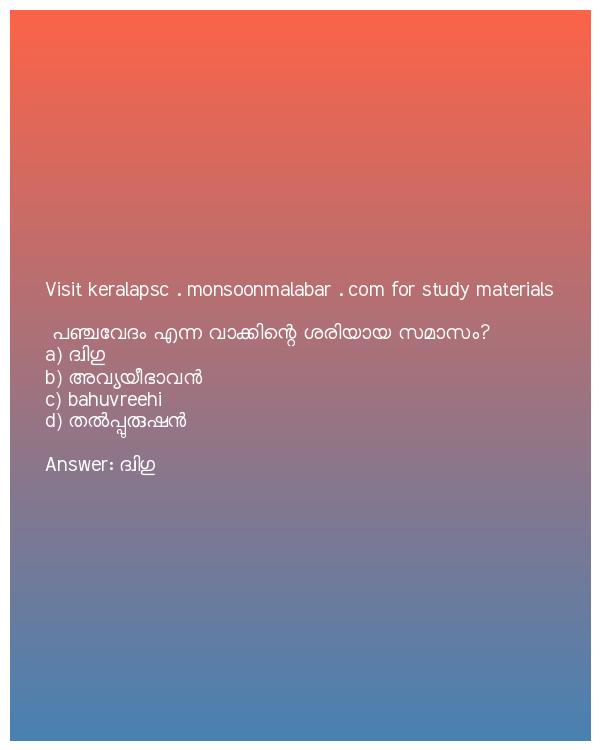 Visit keralapsc . monsoonmalabar . com for study materials
പഞ്ചവേദം എന്ന വാക്കിന്റെ ശരിയായ സമാസം?
a) ദ്വിഗു
b) അവ്യയീഭാവൻ
c) bahuvreehi
d) തൽപ്പുരുഷൻ
Answer: ദ്വിഗു